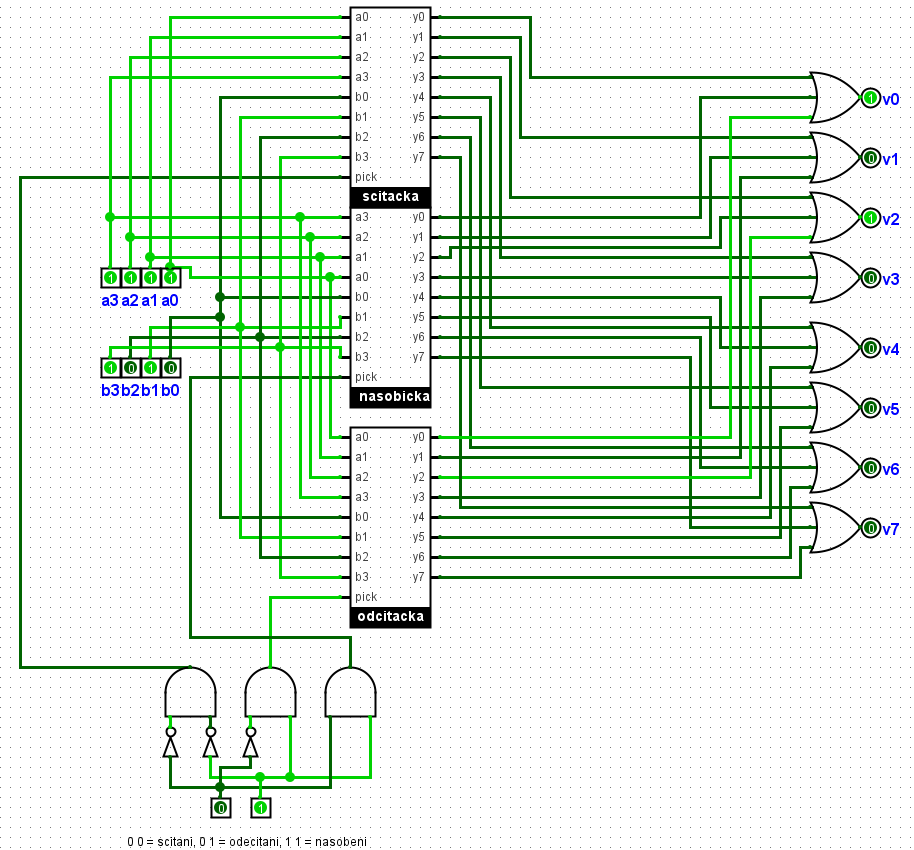 a0 y0
a1 y1
a2 y2
a3 y3
b0 y4
b1 y5
b2 y6
b3 y7
pick
scitacka
a3 y0
a2 y1
a1 y2
a0 y3
b0 y4
b1 y5
b2 y6
b3 y7
pick
nasobicka
a0 y0
a1 y1
a2 y2
a3 y3
b0 y4
b1 y5
b2 y6
b3 y7
pick
odcitacka
1 1 1 1
a3 a2 a1 a0
1 0 1 0
b3 b2 b1 b0
1 v0
0 v1
1 v2
0 v3
0 v4
0 v5
0 v6
0 v7
0 1
0 0 = scitani, 0 1 = odecitani, 1 1 = nasobeni